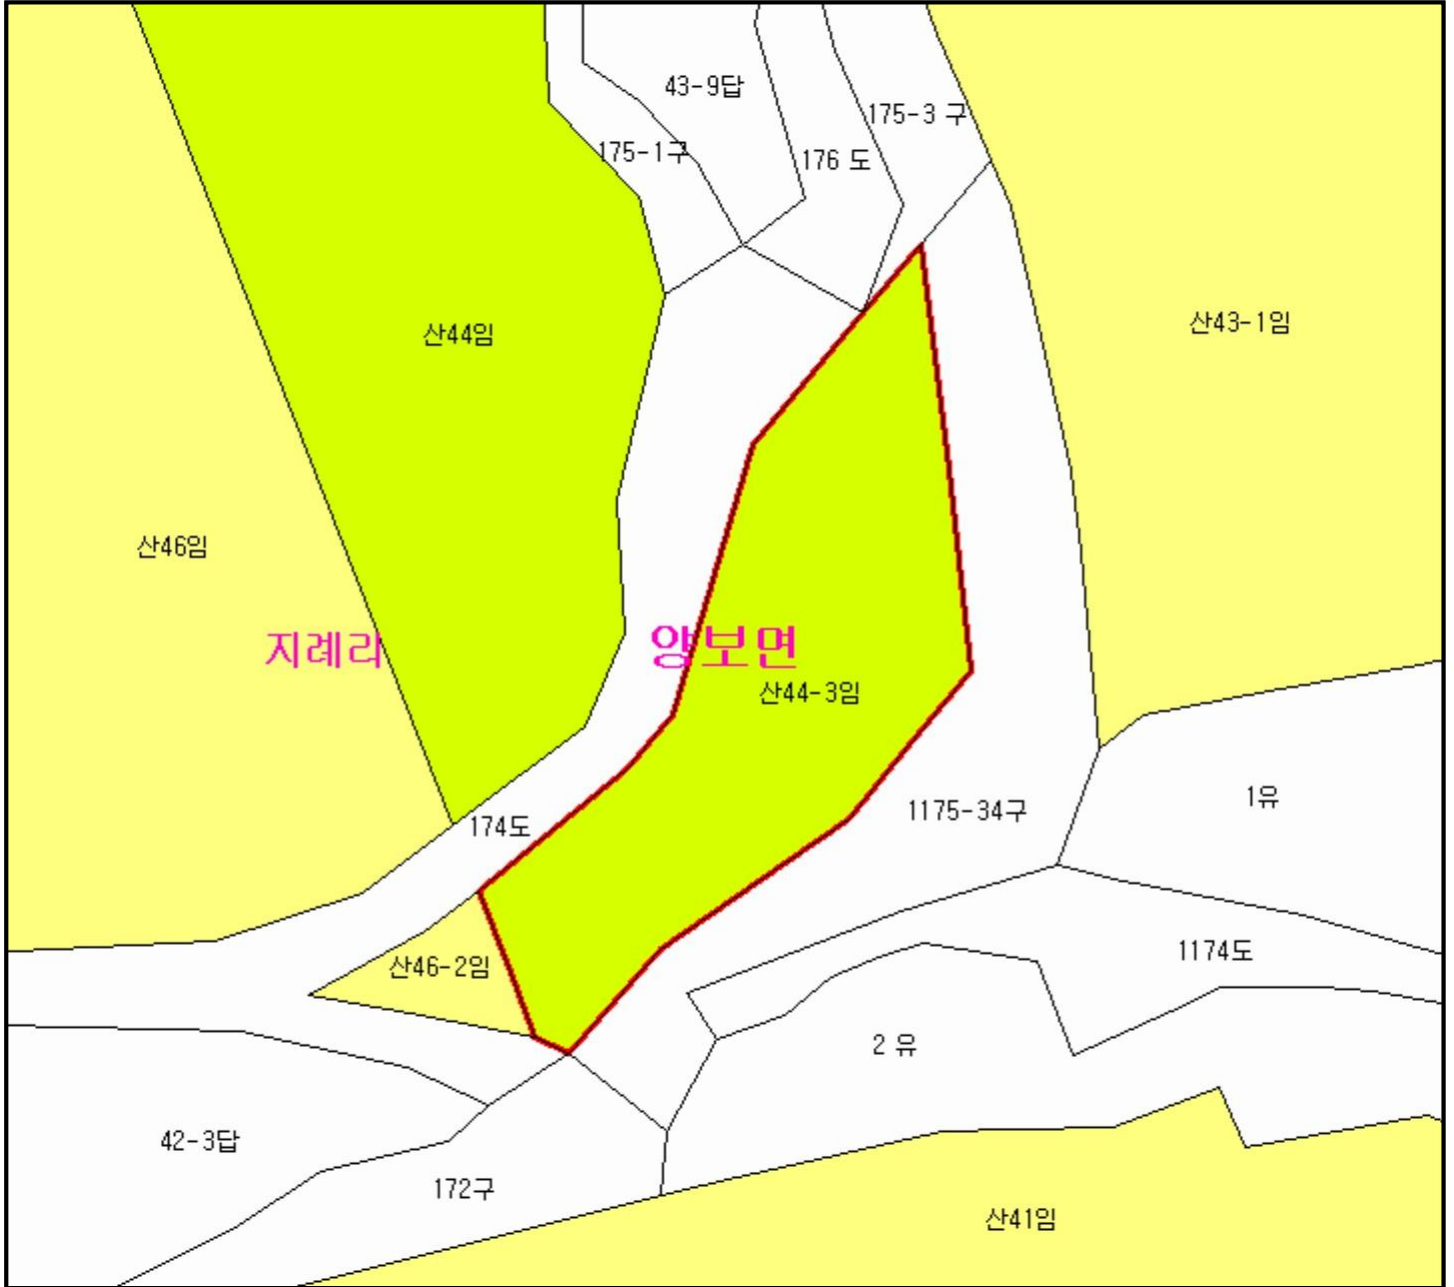 43-9답
175-3 구
175-1구
176 도
산44임
산43-1임
산46임
지례리
양보면
산44-3임
1유
1175-34구
174도
1174도
산46-2임
2 유
42-3답
172구
산41임